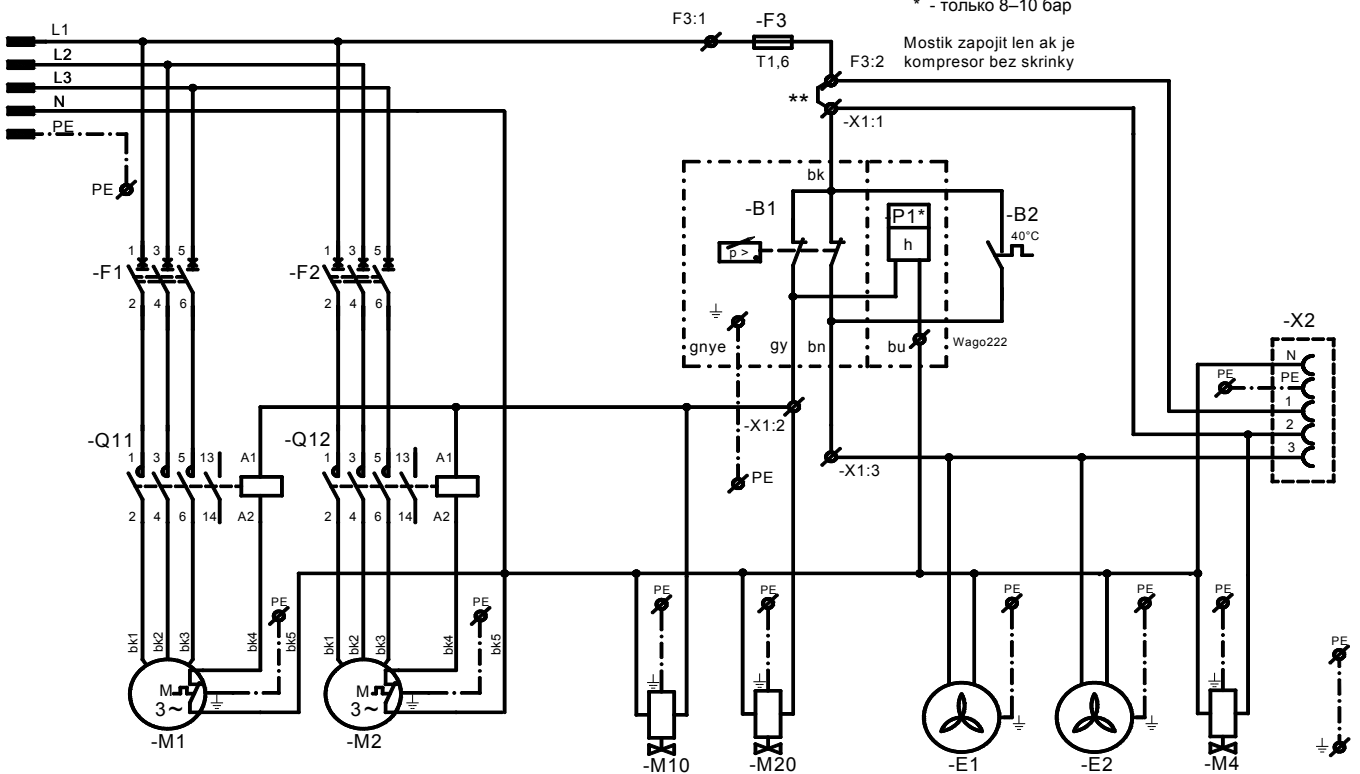 * - только 8–10 бар
F3:1
-F3
L1
T1,6
Mostik zapojit len ak je
kompresor bez skrinky
F3:2
L2
L3
N
PE
**
-X1:1
PE
bk
-B1
-P1*
h
-B2
40°C
p >
1 3 5
-F1
2 4 6
1 3 5
-F2
2 4 6
gnye
gy
bn
bu
Wago222
-X2
N
PE
PE
1
2
3
-X1:2
-X1:3
PE
-Q11
1 3 5 13 A1
2 4 6 14 A2
-Q12
1 3 5 13 A1
2 4 6 14 A2
bk1
bk2
bk3
bk4
bk5
PE
bk1
bk2
bk3
bk4
bk5
PE
PE
PE
PE
PE
PE
PE
M
3~
-M1
M
3~
-M2
-M10
-M20
-E1
-E2
-M4